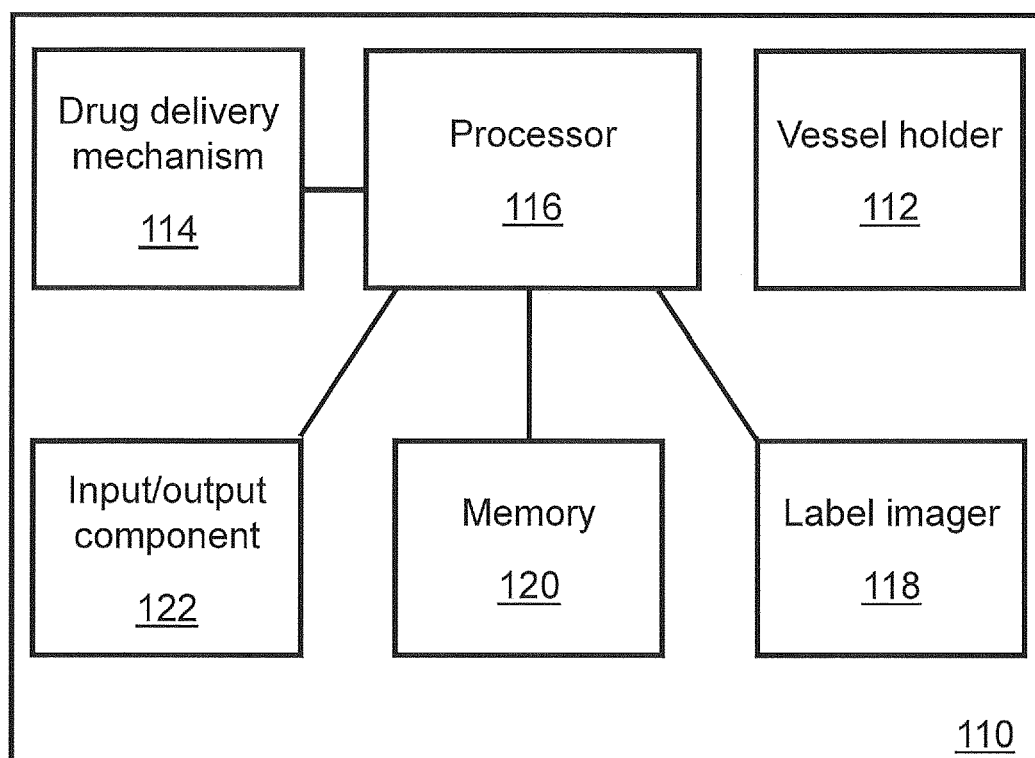 Drug delivery
mechanism
114
Processor
116
Vessel holder
112
Input/output
component
122
Memory
120
Label imager
118
110